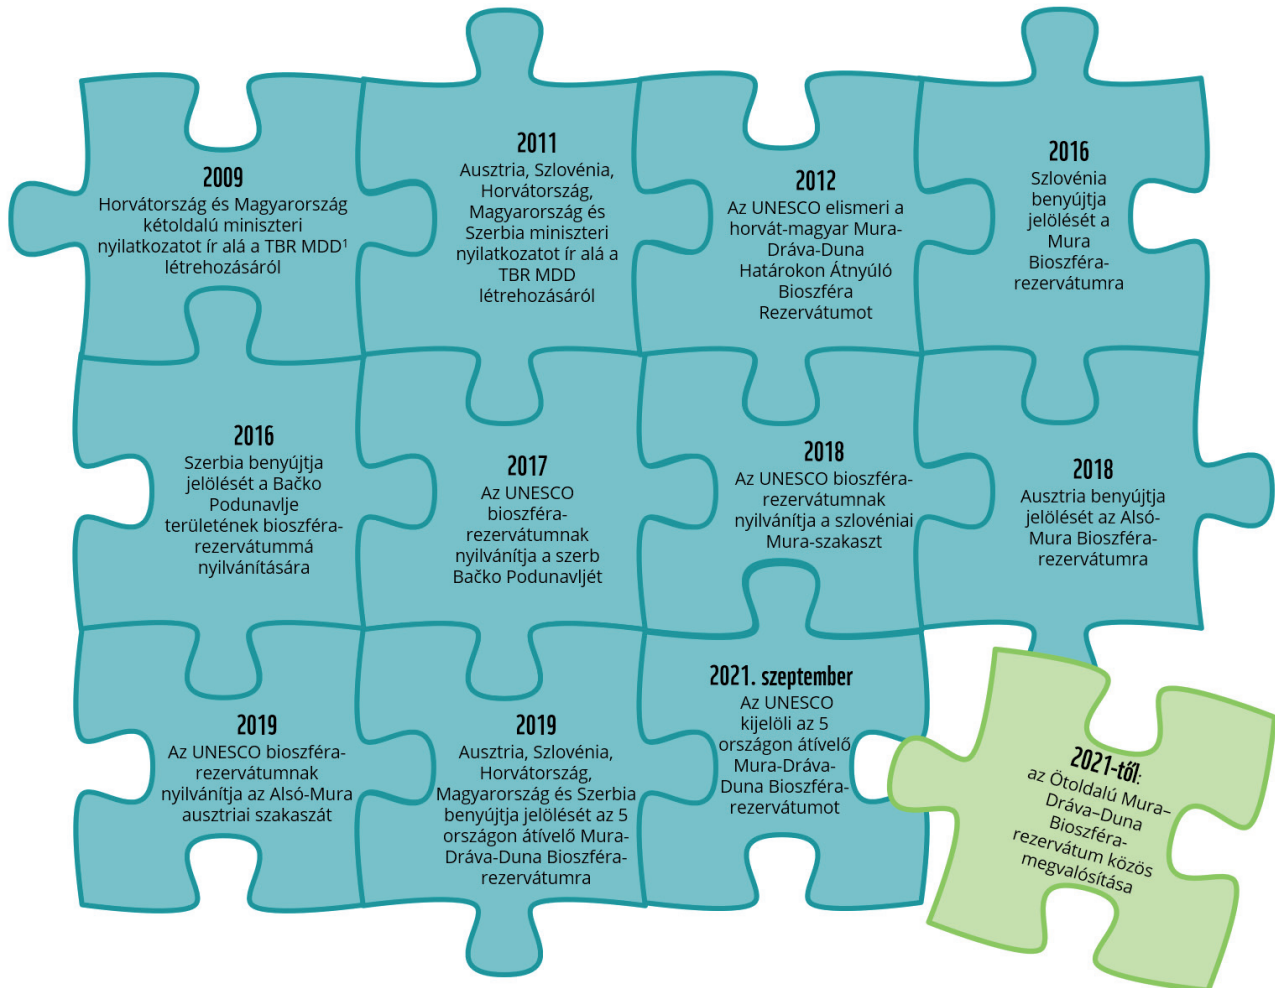 2009
Horvátország és Magyarország
kétoldalú miniszteri
nyilatkozatot ír alá a TBR MDD¹
létrehozásáról
2011
Ausztria, Szlovénia,
Horvátország,
Magyarország és
Szerbia miniszteri
nyilatkozatot ír alá a
TBR MDD
létrehozásáról
2012
Az UNESCO elismeri a
horvát-magyar Mura-
Dráva-Duna
Határokon Átnyúló
Bioszféra
Rezervátumot
2016
Szlovénia
benyújtja
jelölését a
Mura
Bioszféra-
rezervátumra
2016
Szerbia benyújtja
jelölését a Bačko
Podunavlje
területének bioszféra-
rezervátummá
nyilvánítására
2017
Az UNESCO
bioszféra-
rezervátumnak
nyilvánítja a szerb
Bačko Podunavljét
2018
Az UNESCO bioszféra-
rezervátumnak
nyilvánítja a szlovéniai
Mura-szakaszt
2018
Ausztria benyújtja
jelölését az Alsó-
Mura Bioszféra-
rezervátumra
2019
Az UNESCO bioszféra-
rezervátumnak
nyilvánítja az Alsó-Mura
ausztriai szakaszát
2019
Ausztria, Szlovénia,
Horvátország,
Magyarország és Szerbia
benyújtja jelölését az 5
országon átívelő Mura-
Dráva-Duna Bioszféra-
rezervátumra
2021. szeptember
Az UNESCO
kijelöli az 5
országon átívelő
Mura-Dráva-
Duna Bioszféra-
rezervátumot
2021-től:
az Ötoldalú Mura–
Dráva–Duna
Bioszféra-
rezervátum közös
megvalósítása